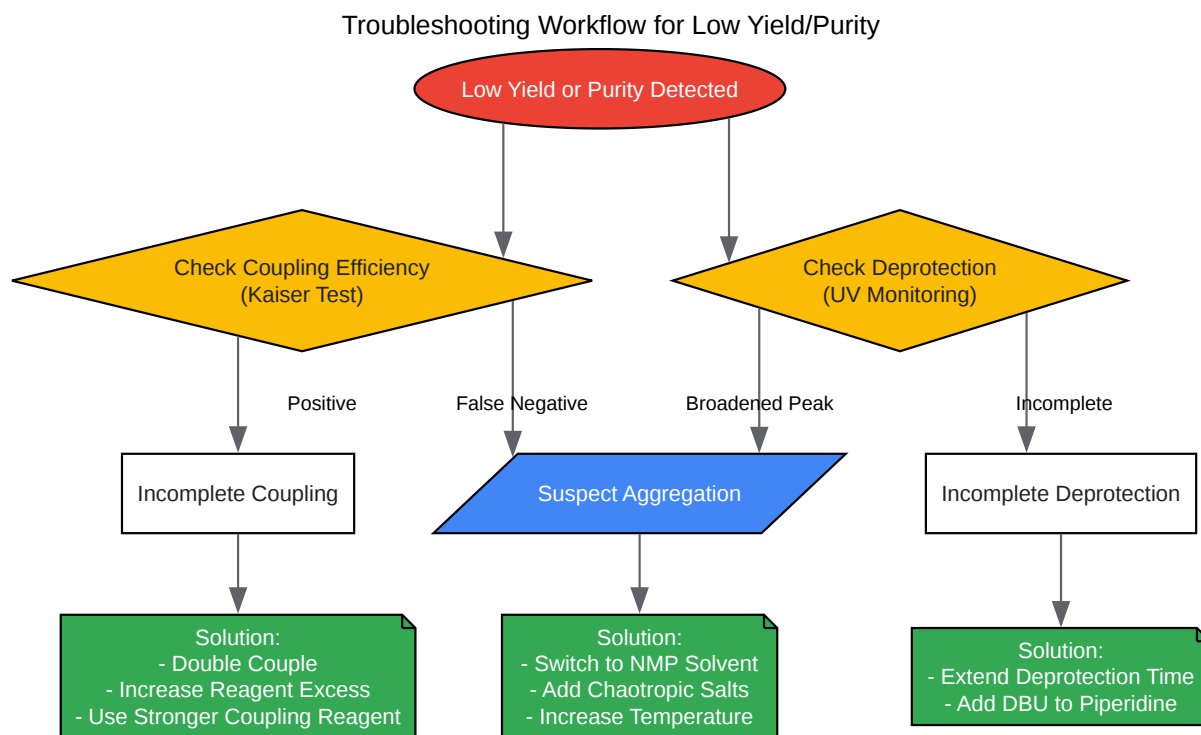 Troubleshooting Workflow for Low Yield/Purity
Low Yield or Purity Detected
Check Coupling Efficiency
(Kaiser Test)
Check Deprotection
(UV Monitoring)
Positive
False Negative
Broadened Peak
Incomplete
Incomplete Coupling
Suspect Aggregation
Incomplete Deprotection
Solution:
- Double Couple
- Increase Reagent Excess
- Use Stronger Coupling Reagent
Solution:
- Switch to NMP Solvent
- Add Chaotropic Salts
- Increase Temperature
Solution:
- Extend Deprotection Time
- Add DBU to Piperidine